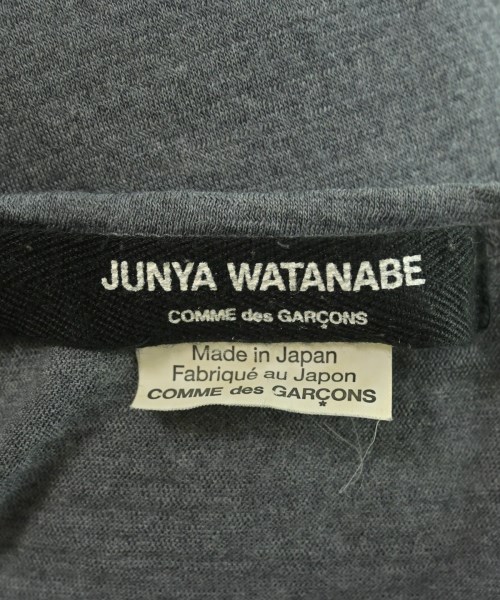 JUNYA WATANABE
COMME des GARÇONS
Made in Japan
Fabriqué au Japon
COMME des GARÇONS